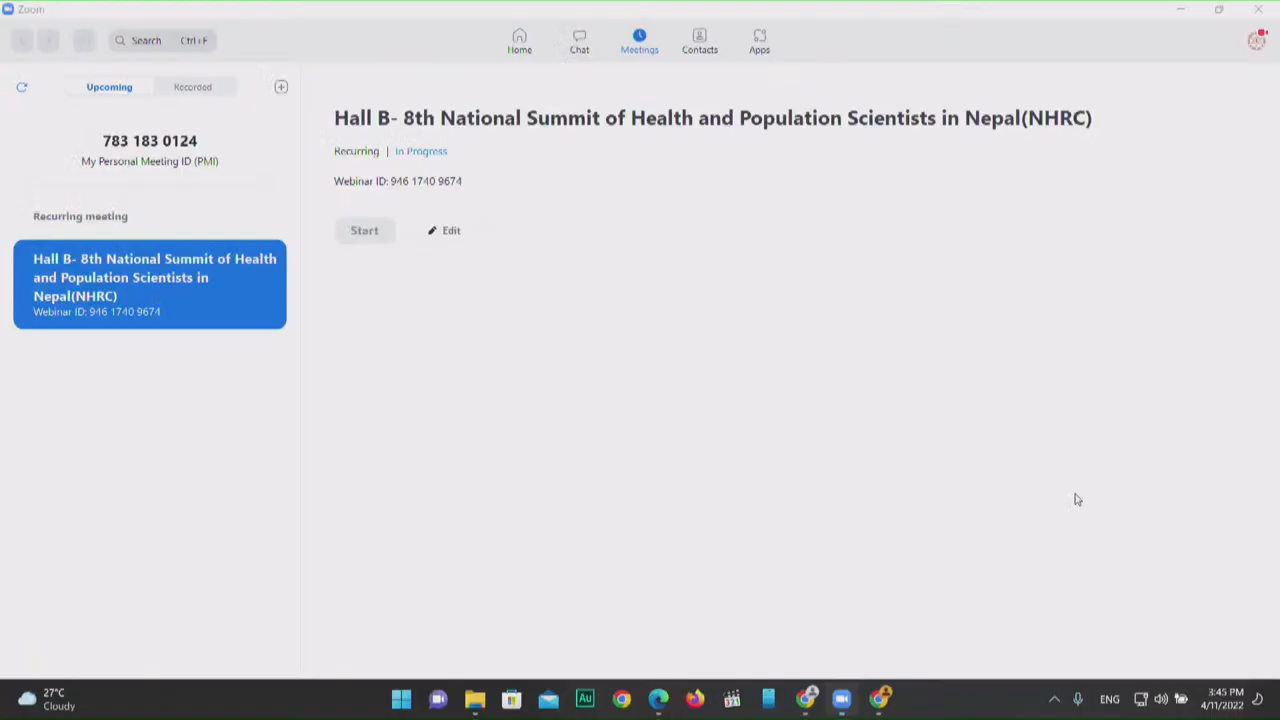 Zoom
Search Ctrl+F
Home
Chat
Meetings
Contacts
Apps
Upcoming
Recorded
783 183 0124
My Personal Meeting ID (PMI)
Recurring meeting
Hall B- 8th National Summit of Health
and Population Scientists in
Nepal(NHRC)
Webinar ID: 946 1740 9674
Hall B- 8th National Summit of Health and Population Scientists in Nepal(NHRC)
Recurring | In Progress
Webinar ID: 946 1740 9674
Start
Edit
27°C
Cloudy
Au
ENG
3:45 PM
4/11/2022